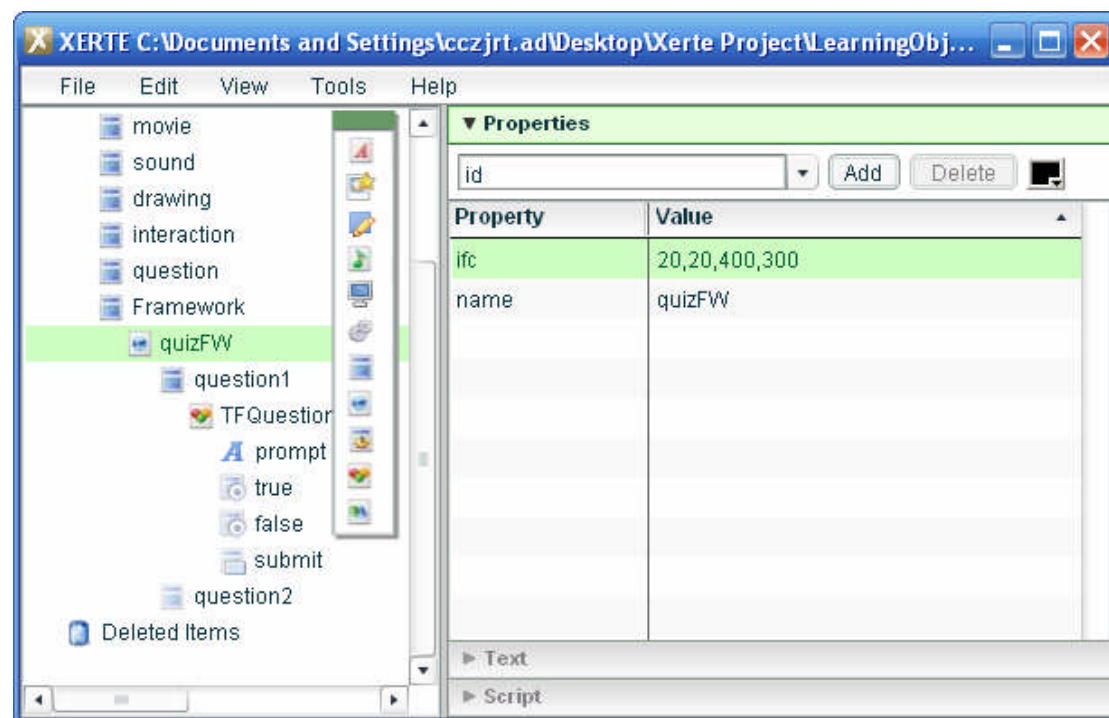 XERTE C:\Documents and Settings\cczjrt.ad\Desktop\Xerte Project\LearningObj...
File Edit View Tools Help
movie
sound
drawing
interaction
question
Framework
quizFW
question1
TFQuestion
prompt
true
false
submit
question2
Deleted Items
Properties
id Add Delete
Property Value
ifc 20,20,400,300
name quizFW
Text
Script